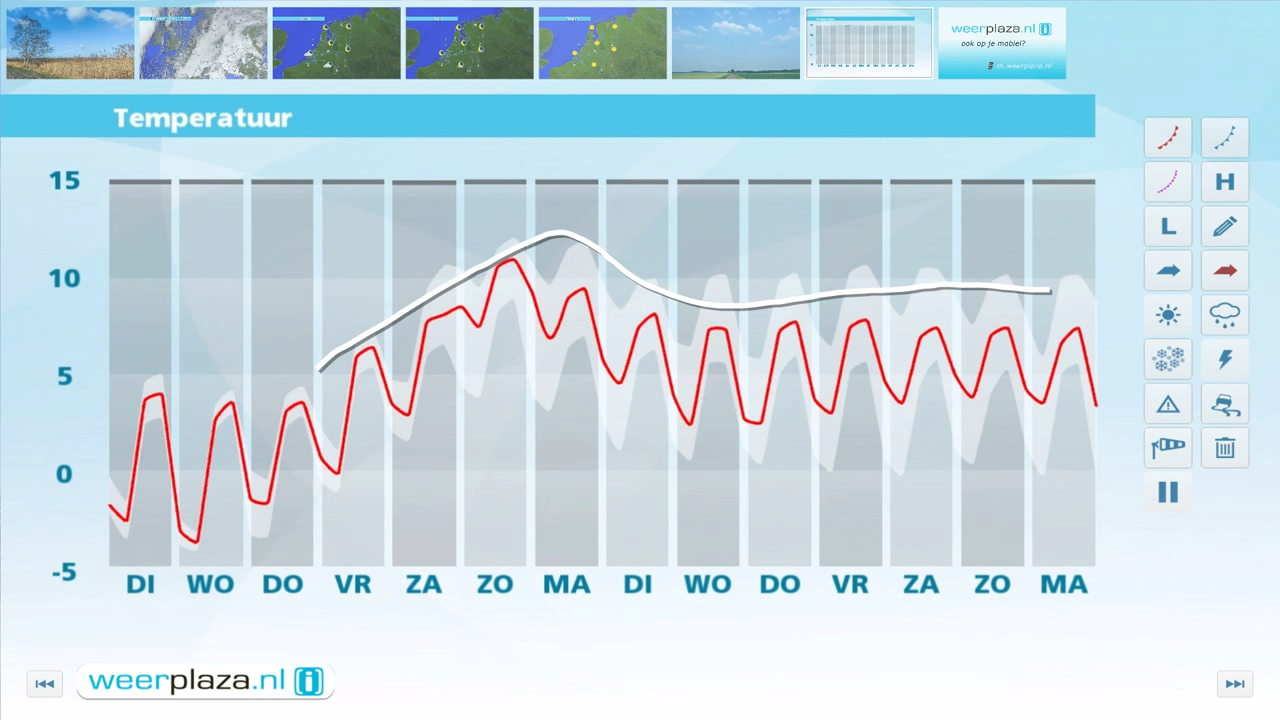 weerplaza.nl i
ook op je mobiel?
m.weerplaza.nl
Temperatuur
15
10
5
0
-5
DI WO DO VR ZA ZO MA DI WO DO VR ZA ZO MA
H
L
weerplaza.nl i